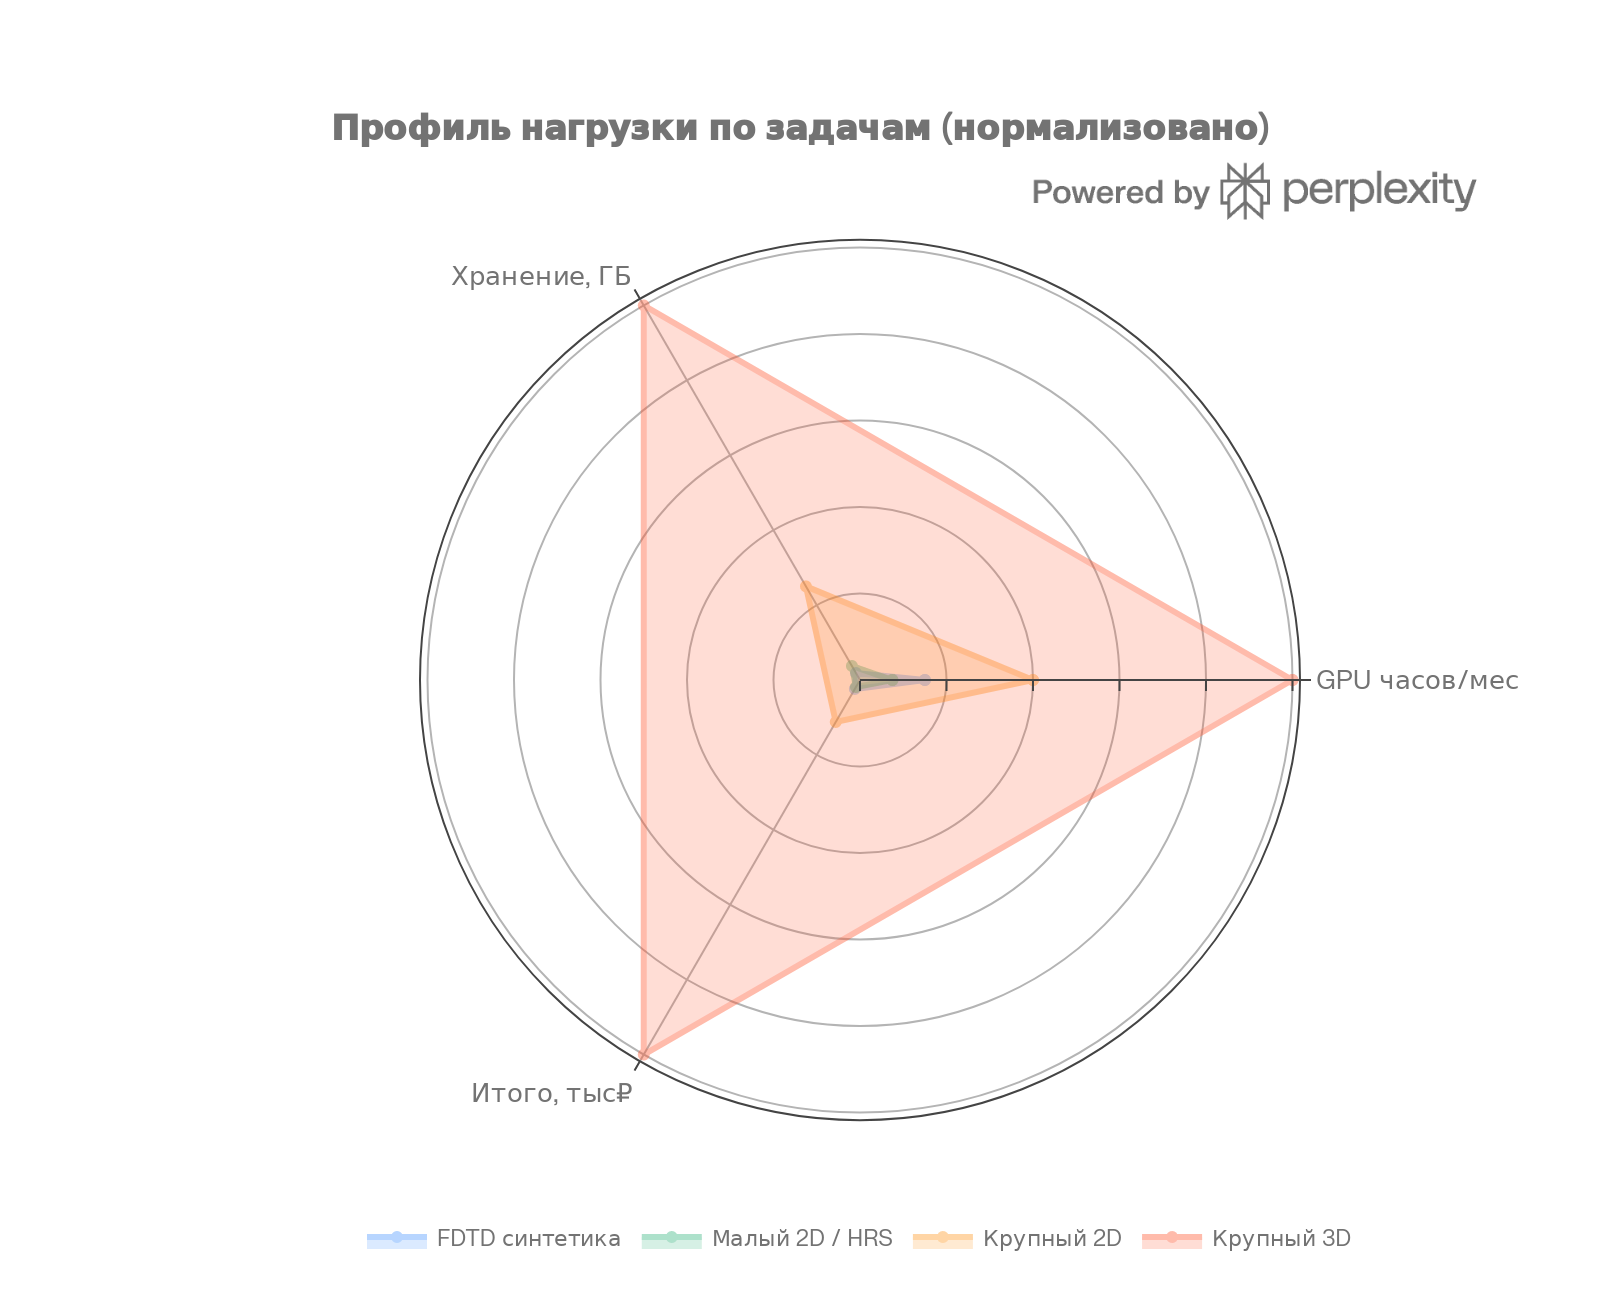 Профиль нагрузки по задачам (нормализовано)
Powered by perplexity
Хранение, ГБ
GPU часов/мес
Итого, тыс₽
FDTD синтетика
Малый 2D / HRS
Крупный 2D
Крупный 3D